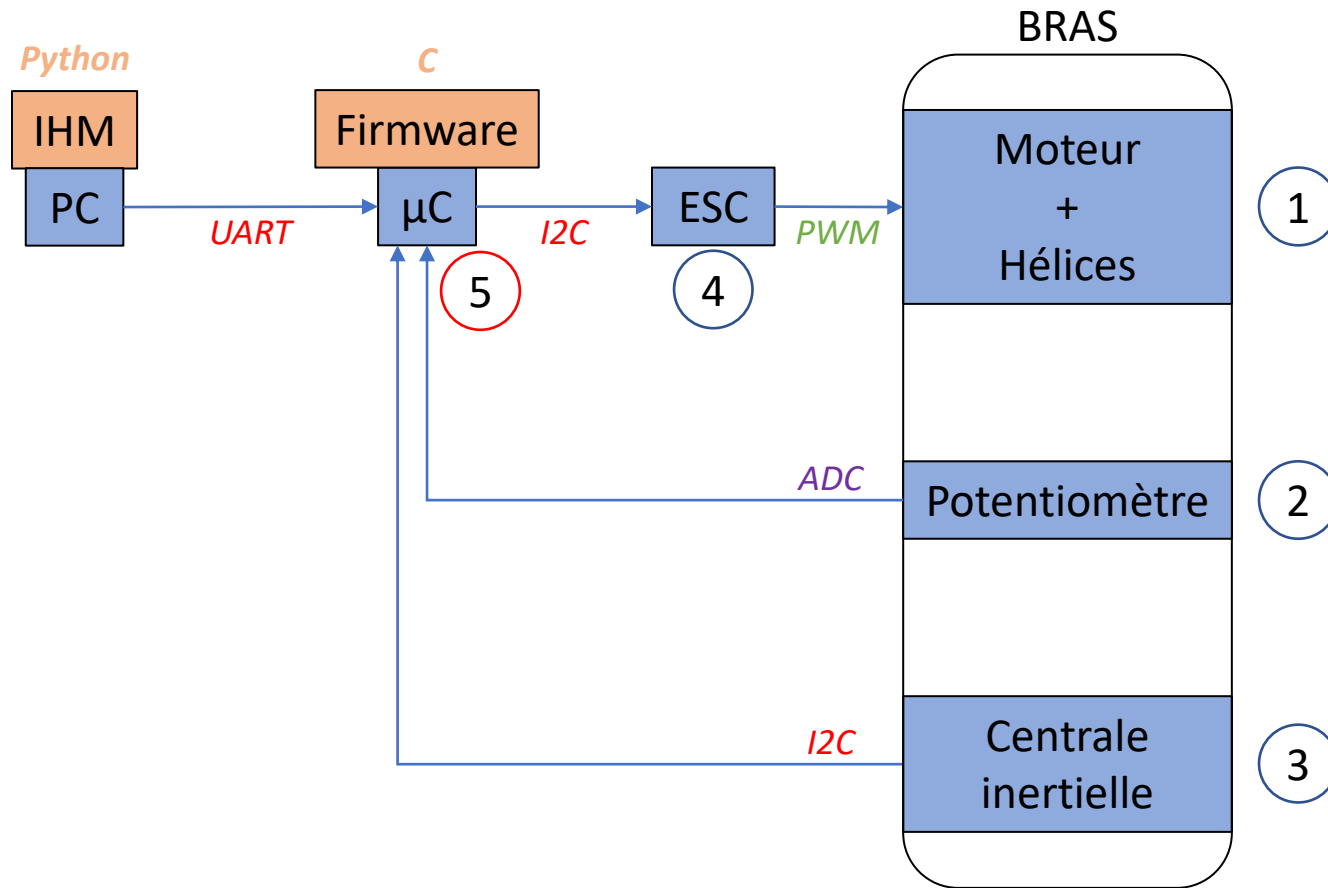 BRAS
Python
C
IHM
Firmware
Moteur
+
Hélices
PC
µC
ESC
1
UART
I2C
PWM
5
4
ADC
Potentiomètre
2
I2C
Centrale
inertielle
3